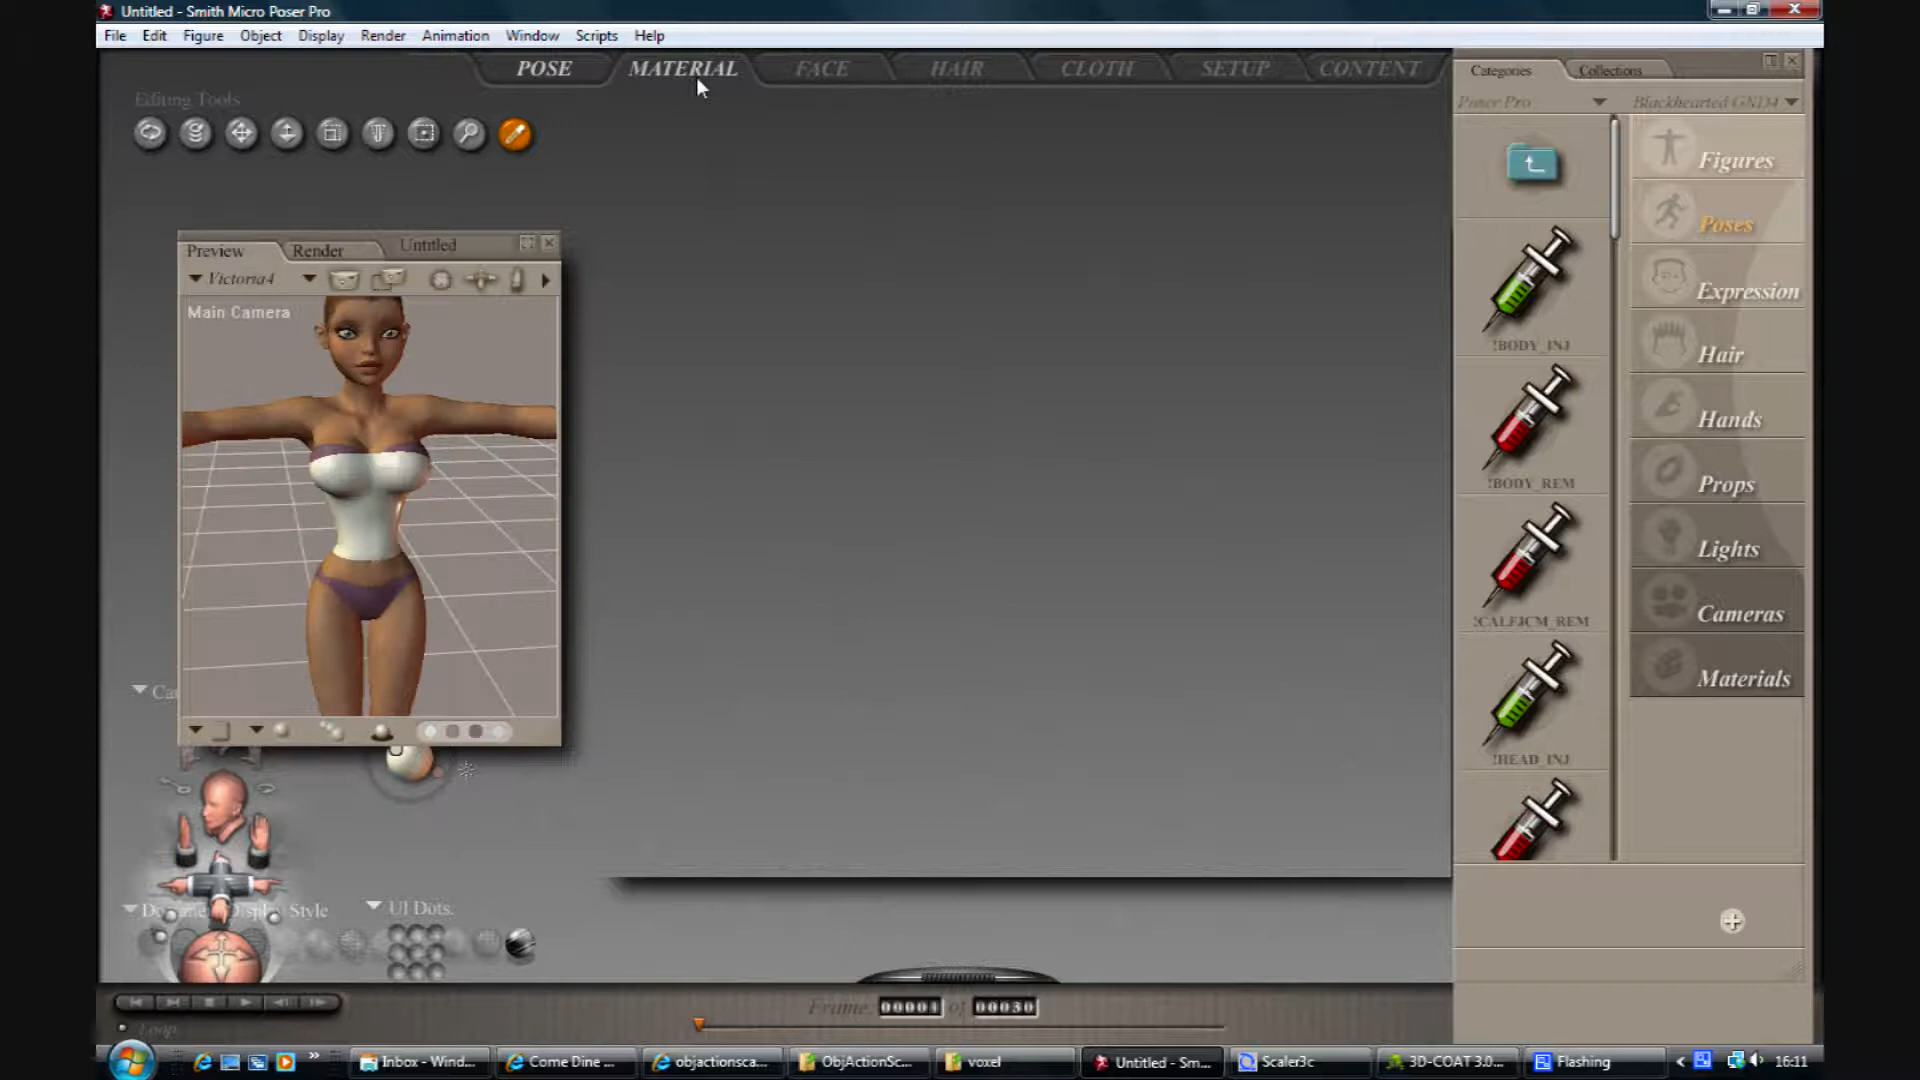 Untitled - Smith Micro Poser Pro
File Edit Figure Object Display Render Animation Window Scripts Help
POSE MATERIAL FACE HAIR CLOTH SETUP CONTENT
Categories Collections
Editing Tools
Poser Pro Blackhearted GND4
Figures
Poses
Expression
Hair
Hands
Props
Lights
Cameras
Materials
!BODY_INJ
!BODY_REM
!CALFJCM_REM
!HEAD_INJ
Preview Render Untitled
Victoria4
Main Camera
Display Style
UI Dots.
Frame: 00001 of 00030
Loop
Inbox - Wind... Come Dine ... objactionsca... ObjActionSc... voxel Untitled - Sm... Scaler3c 3D-COAT 3.0... Flashing 16:11